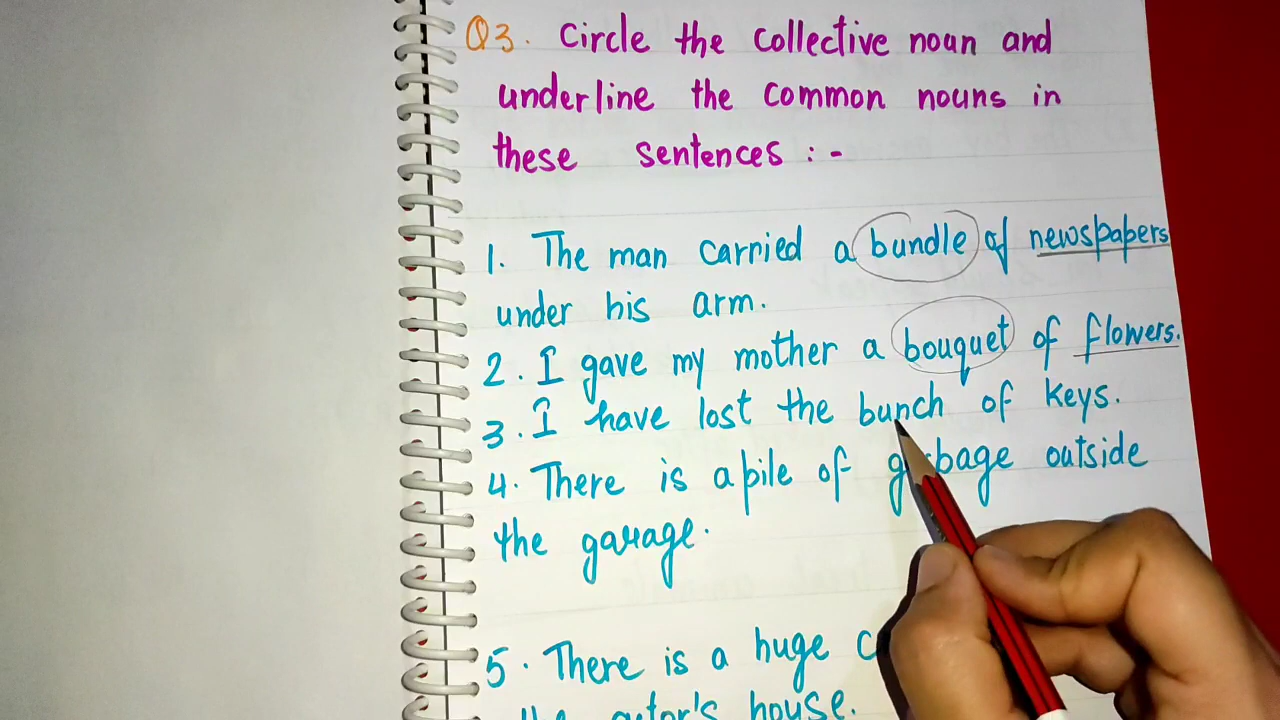 Q3. Circle the collective noun and
underline the common nouns in
these sentences :-
1. The man carried a bundle of newspapers
under his arm.
2. I gave my mother a bouquet of flowers.
3. I have lost the bunch of keys.
4. There is a pile of garbage outside
the garage.
5. There is a huge
the actor's house.